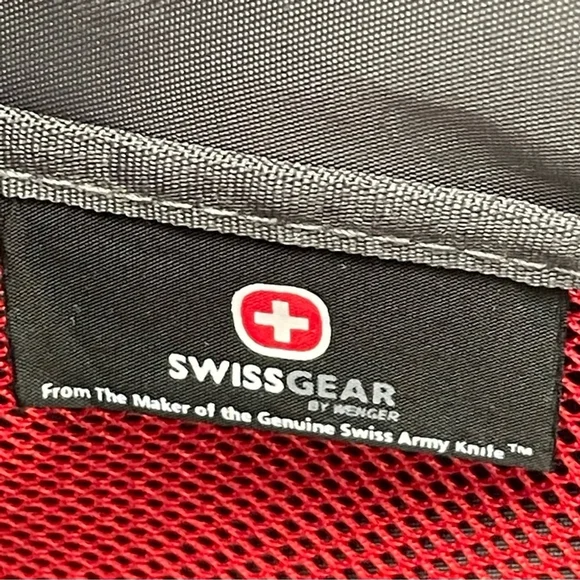 SWISSGEAR
BY WENGER
From The Maker of the Genuine Swiss Army Knife™